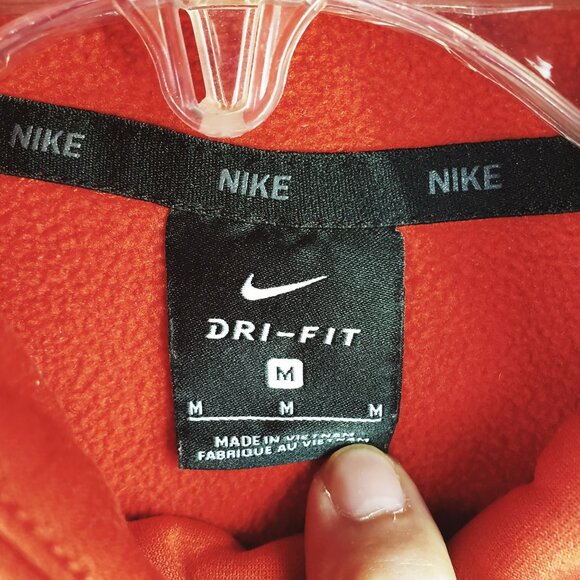 NIKE NIKE NIKE
DRI-FIT
M
M M M
MADE IN VIETNAM
FABRIQUE AU VIETNAM